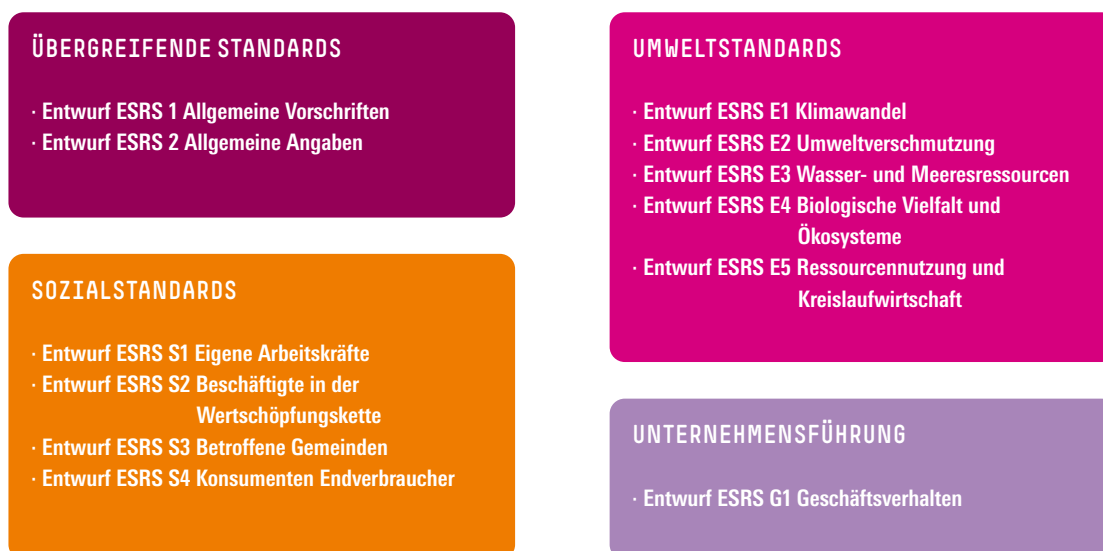 ÜBERGREIFENDE STANDARDS
· Entwurf ESRS 1 Allgemeine Vorschriften
· Entwurf ESRS 2 Allgemeine Angaben
SOZIALSTANDARDS
· Entwurf ESRS S1 Eigene Arbeitskräfte
· Entwurf ESRS S2 Beschäftigte in der
Wertschöpfungskette
· Entwurf ESRS S3 Betroffene Gemeinden
· Entwurf ESRS S4 Konsumenten Endverbraucher
UMWELTSTANDARDS
· Entwurf ESRS E1 Klimawandel
· Entwurf ESRS E2 Umweltverschmutzung
· Entwurf ESRS E3 Wasser- und Meeresressourcen
· Entwurf ESRS E4 Biologische Vielfalt und
Ökosysteme
· Entwurf ESRS E5 Ressourcennutzung und
Kreislaufwirtschaft
UNTERNEHMENSFÜHRUNG
· Entwurf ESRS G1 Geschäftsverhalten